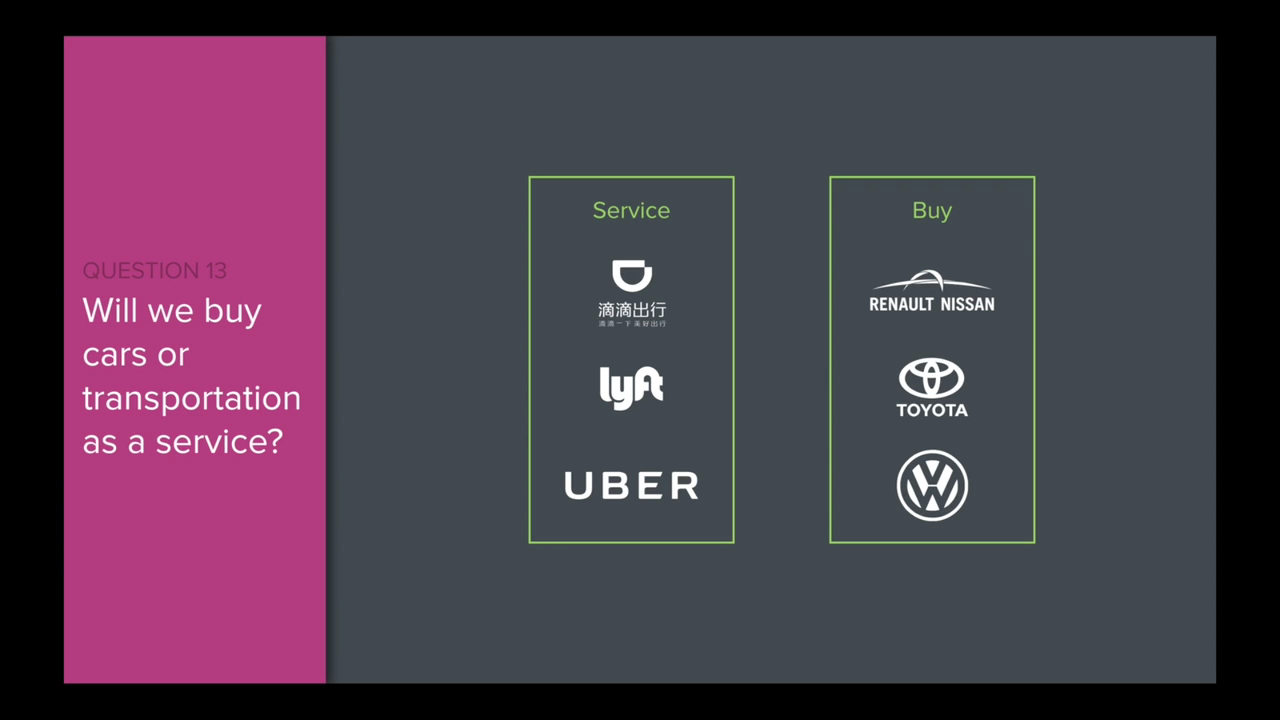 QUESTION 13
Will we buy
cars or
transportation
as a service?
Service
滴滴出行
滴滴一下 美好出行
lyft
UBER
Buy
RENAULT NISSAN
TOYOTA